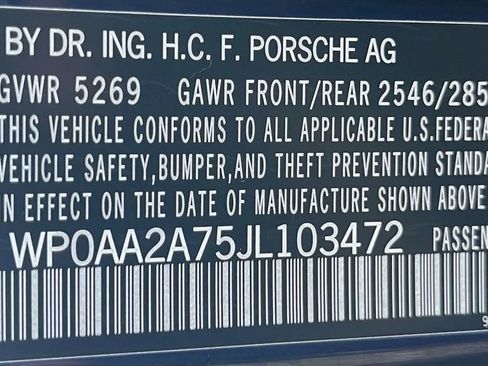 BY DR. ING. H.C. F. PORSCHE AG
GVWR 5269 GAWR FRONT/REAR 2546/285
THIS VEHICLE CONFORMS TO ALL APPLICABLE U.S.FEDERA
VEHICLE SAFETY,BUMPER,AND THEFT PREVENTION STANDA
IN EFFECT ON THE DATE OF MANUFACTURE SHOWN ABOVE
WP0AA2A75JL103472 PASSEN
9